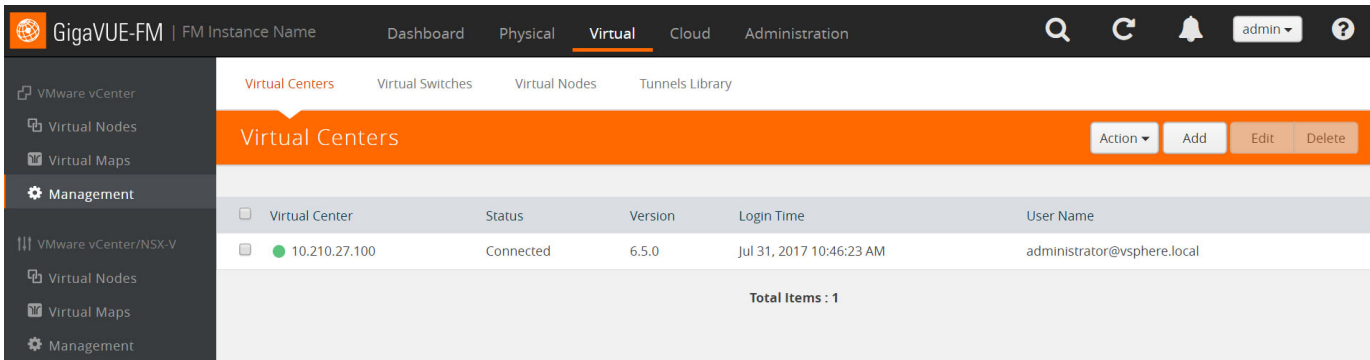 GigaVUE-FM | FM Instance Name Dashboard Physical Virtual Cloud Administration admin
VMware vCenter
Virtual Nodes
Virtual Maps
Management
VMware vCenter/NSX-V
Virtual Nodes
Virtual Maps
Management
Virtual Centers Virtual Switches Virtual Nodes Tunnels Library
Virtual Centers Action Add Edit Delete
Virtual Center Status Version Login Time User Name
10.210.27.100 Connected 6.5.0 Jul 31, 2017 10:46:23 AM administrator@vsphere.local
Total Items : 1